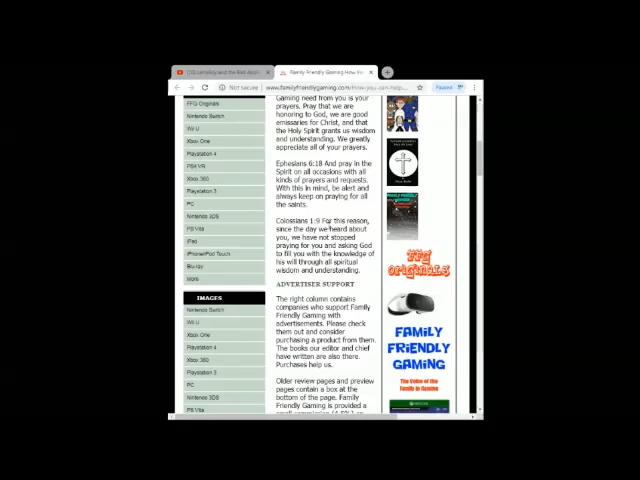 Family Friendly Gaming How
Not secure
www.familyfriendlygaming.com/How-you-can-help
Paused
FFG Originals
Nintendo Switch
Wii U
Xbox One
Playstation 4
PS4 VR
Xbox 360
Playstation 3
PC
Nintendo 3DS
PS Vita
iPad
iPhone/iPod Touch
Blu-ray
More
IMAGES
Nintendo Switch
Wii U
Xbox One
Playstation 4
Xbox 360
Playstation 3
PC
Nintendo 3DS
PS Vita
Gaming need from you is your
prayers. Pray that we are
honoring to God, we are good
emissaries for Christ, and that
the Holy Spirit grants us wisdom
and understanding. We greatly
appreciate all of your prayers.
Ephesians 6:18 And pray in the
Spirit on all occasions with all
kinds of prayers and requests.
With this in mind, be alert and
always keep on praying for all
the saints.
Colossians 1:9 For this reason,
since the day we heard about
you, we have not stopped
praying for you and asking God
to fill you with the knowledge of
his will through all spiritual
wisdom and understanding.
ADVERTISER SUPPORT
The right column contains
companies who support Family
Friendly Gaming with
advertisements. Please check
them out and consider
purchasing a product from them.
The books our editor and chief
have written are also there.
Purchases help us.
Older review pages and preview
pages contain a box at the
bottom of the page. Family
Friendly Gaming is provided a
FFG
ORIGINALS
FAMILY
FRIENDLY
GAMING
The Voice of the
Family in Gaming